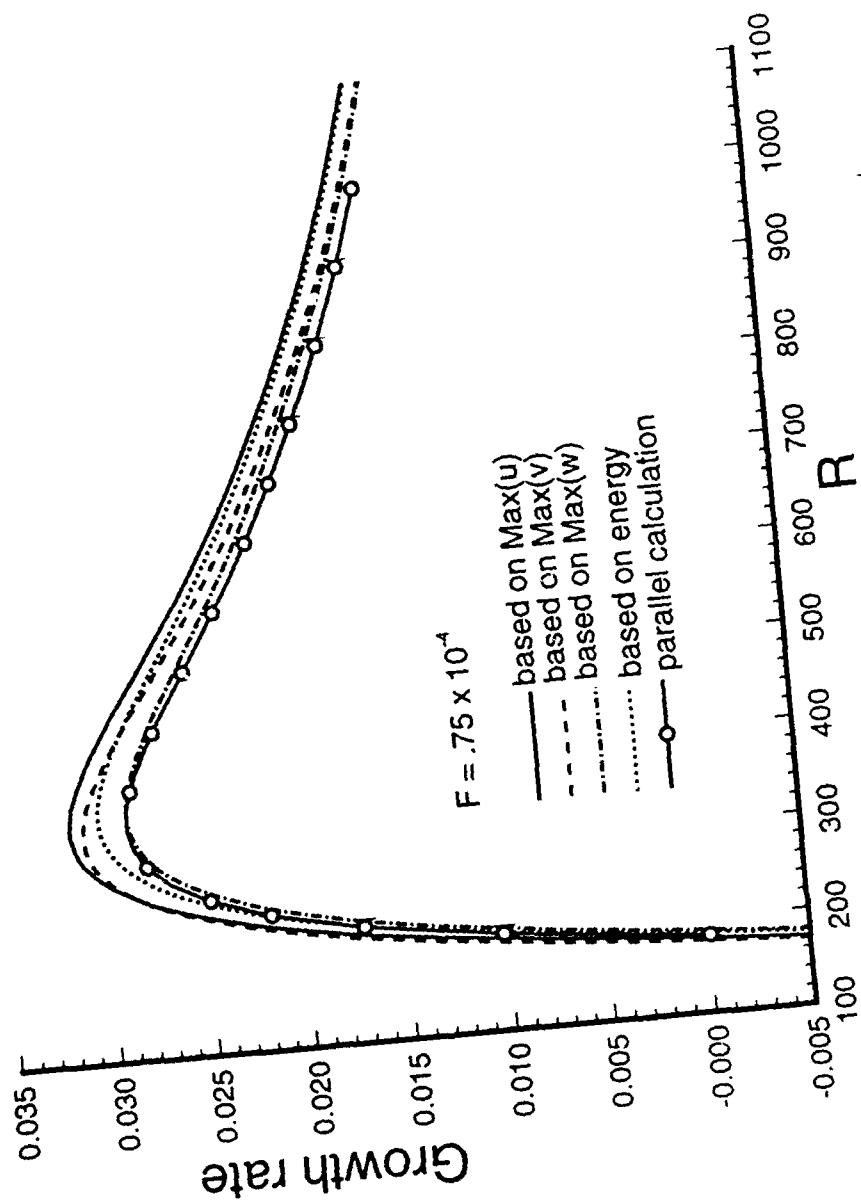 Growth rate
0.035
0.030
0.025
0.020
0.015
0.010
0.005
-0.000
-0.005
F = .75 x 10⁻⁴
based on Max(u)
based on Max(v)
based on Max(w)
based on energy
parallel calculation
100
200
300
400
500
600
700
800
900
1000
1100
R